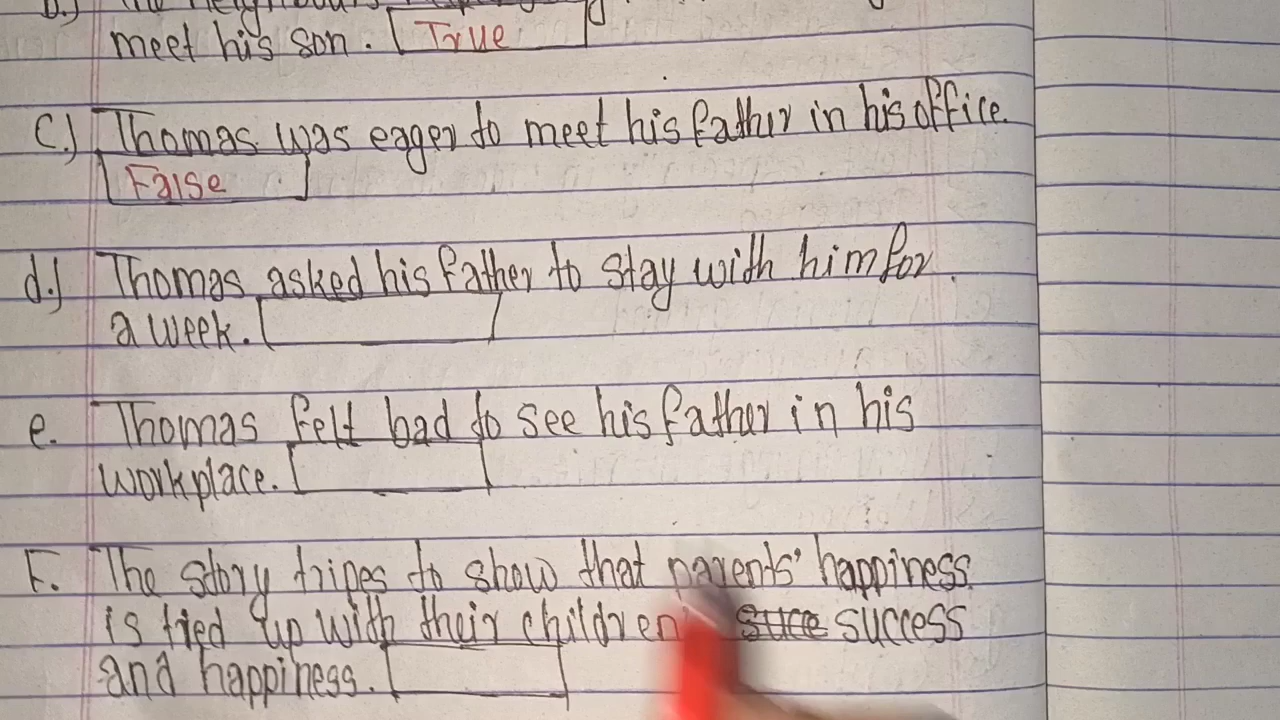 meet his son. True
C.) Thomas was eager to meet his father in his office.
False
d.) Thomas asked his father to stay with him for
a week.
e. Thomas felt bad to see his father in his
workplace.
F. The story tripes to show that parents' happiness
is tied up with their children success
and happiness.